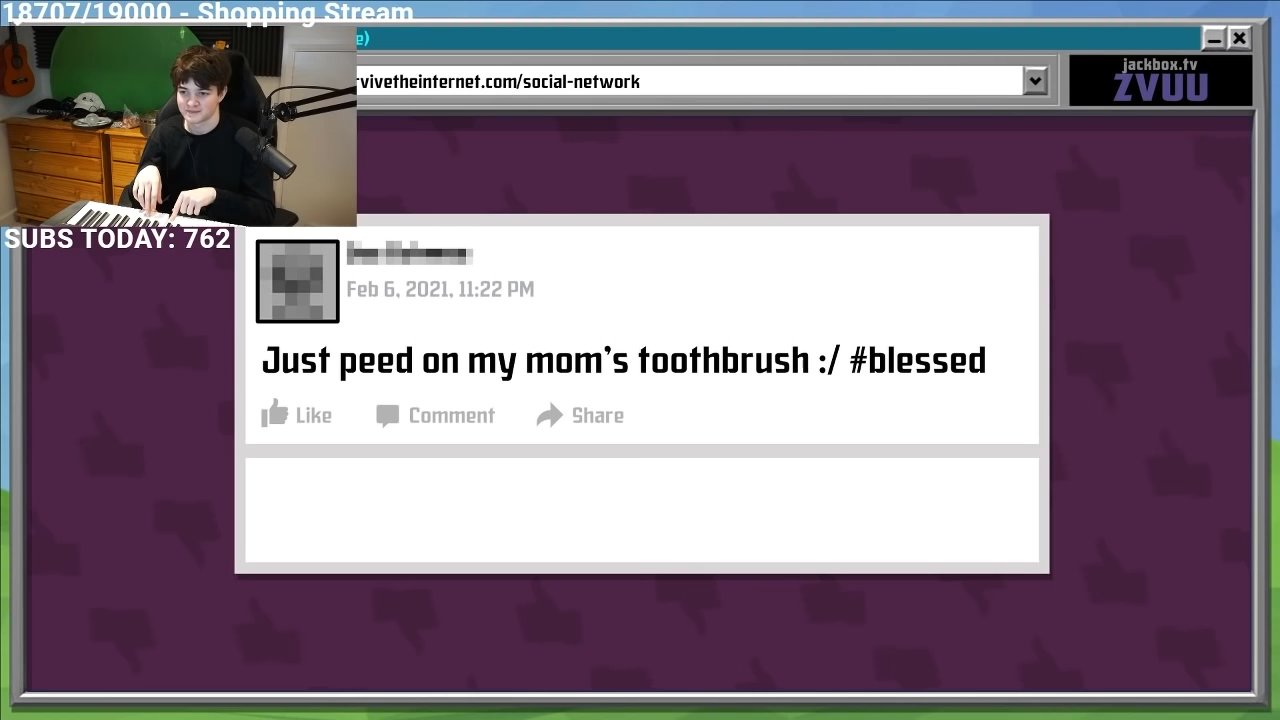 18707/19000 - Shopping Stream
e)
rvivetheinternet.com/social-network
jackbox.tv
ZVUU
SUBS TODAY: 762
Feb 6, 2021, 11:22 PM
Just peed on my mom's toothbrush :/ #blessed
Like
Comment
Share